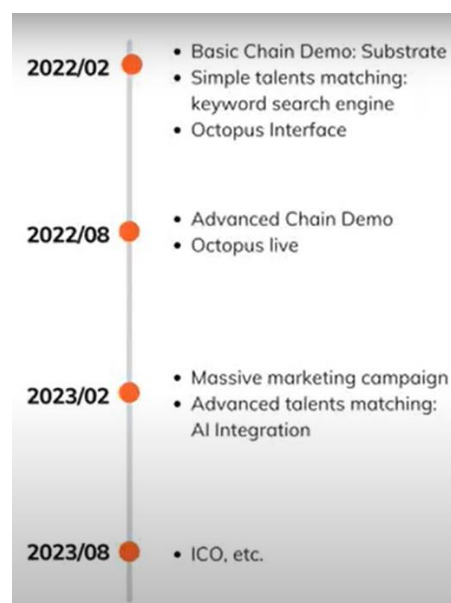 2022/02
• Basic Chain Demo: Substrate
• Simple talents matching:
keyword search engine
• Octopus Interface
2022/08
• Advanced Chain Demo
• Octopus live
2023/02
• Massive marketing campaign
• Advanced talents matching:
AI Integration
2023/08
• ICO, etc.